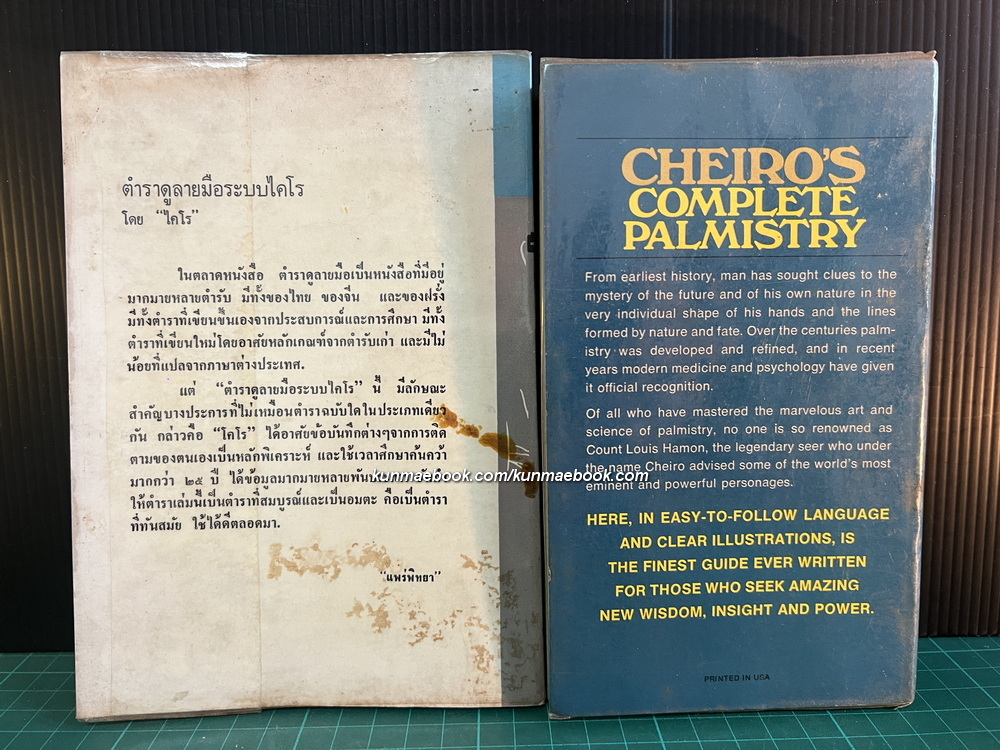 ตำราดูลายมือระบบไคโร
โดย “ไคโร”
ในตลาดหนังสือ ตำราดูลายมือเป็นหนังสือที่มีอยู่
มากมายหลายตำรับ มีทั้งของไทย ของจีน และของฝรั่ง
มีทั้งตำราที่เขียนขึ้นเองจากประสบการณ์และการศึกษา มีทั้ง
ตำราที่เขียนใหม่โดยอาศัยหลักเกณฑ์จากตำรับเก่า และมีไม่
น้อยที่แปลจากภาษาต่างประเทศ.
แต่ “ตำราดูลายมือระบบไคโร” นี้ มีลักษณะ
สำคัญบางประการที่ไม่เหมือนตำราฉบับใดในประเภทเดียว
กัน กล่าวคือ “ไคโร” ได้อาศัยข้อบันทึกต่างๆจากการติด
ตามของตนเองเป็นหลักพิเคราะห์ และใช้เวลาศึกษาค้นคว้า
มากกว่า ๒๕ ปี ได้ข้อมูลมากมายหลายพัน
ให้ตำราเล่มนี้เป็นตำราที่สมบูรณ์และเป็นอมตะ คือเป็นตำรา
ที่ทันสมัย ใช้ได้ดีตลอดมา.
“แพร่พิทยา”
CHEIRO'S
COMPLETE
PALMISTRY
From earliest history, man has sought clues to the
mystery of the future and of his own nature in the
very individual shape of his hands and the lines
formed by nature and fate. Over the centuries palm-
istry was developed and refined, and in recent
years modern medicine and psychology have given
it official recognition.
Of all who have mastered the marvelous art and
science of palmistry, no one is so renowned as
Count Louis Hamon, the legendary seer who under
the name Cheiro advised some of the world's most
eminent and powerful personages.
HERE, IN EASY-TO-FOLLOW LANGUAGE
AND CLEAR ILLUSTRATIONS, IS
THE FINEST GUIDE EVER WRITTEN
FOR THOSE WHO SEEK AMAZING
NEW WISDOM, INSIGHT AND POWER.
PRINTED IN USA
kunmaebook.com/kunmaebook.com